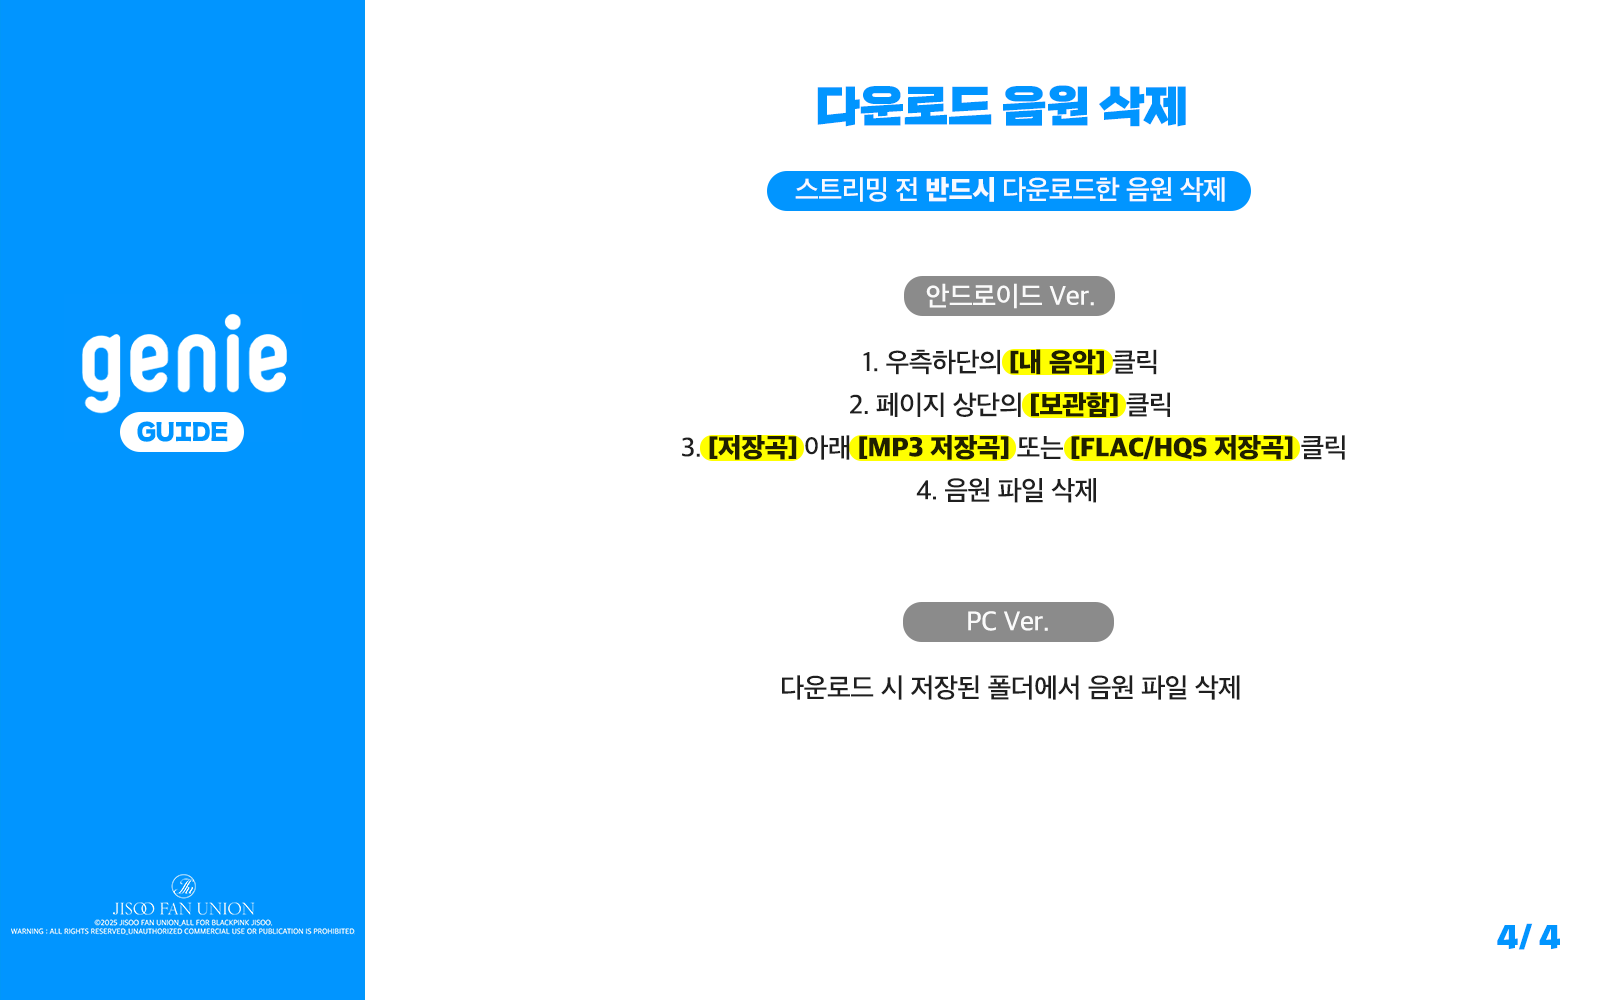 genie
GUIDE
JISOO FAN UNION
©2025 JISOO FAN UNION,ALL FOR BLACKPINK JISOO.
WARNING : ALL RIGHTS RESERVED,UNAUTHORIZED COMMERCIAL USE OR PUBLICATION IS PROHIBITED
다운로드 음원 삭제
스트리밍 전 반드시 다운로드한 음원 삭제
안드로이드 Ver.
1. 우측하단의 [내 음악] 클릭
2. 페이지 상단의 [보관함] 클릭
3. [저장곡] 아래 [MP3 저장곡] 또는 [FLAC/HQS 저장곡] 클릭
4. 음원 파일 삭제
PC Ver.
다운로드 시 저장된 폴더에서 음원 파일 삭제
4/ 4